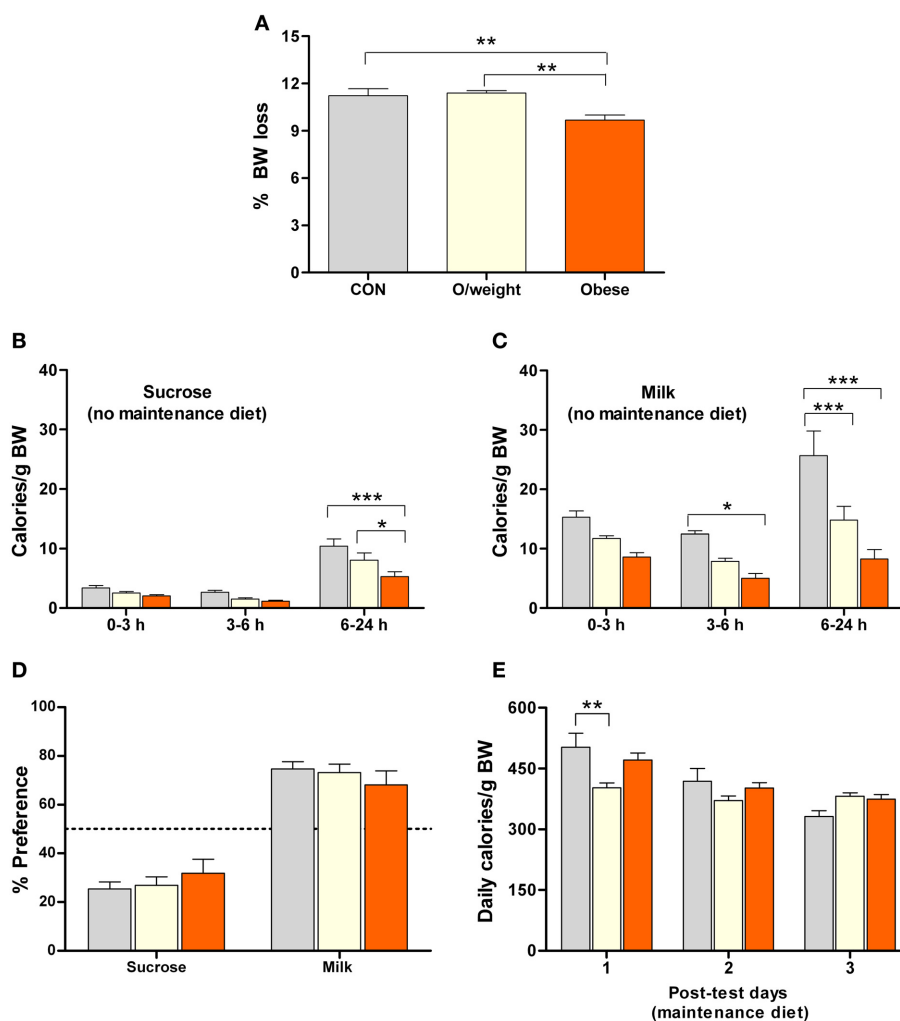 A
**
**
15
12
9
6
3
0
% BW loss
CON O/weight Obese
B
Sucrose
(no maintenance diet)
***
*
40
30
20
10
0
Calories/g BW
0-3 h 3-6 h 6-24 h
C
Milk
(no maintenance diet)
***
***
*
40
30
20
10
0
Calories/g BW
0-3 h 3-6 h 6-24 h
D
100
80
60
40
20
0
% Preference
Sucrose Milk
E
**
600
450
300
150
0
Daily calories/g BW
1 2 3
Post-test days
(maintenance diet)